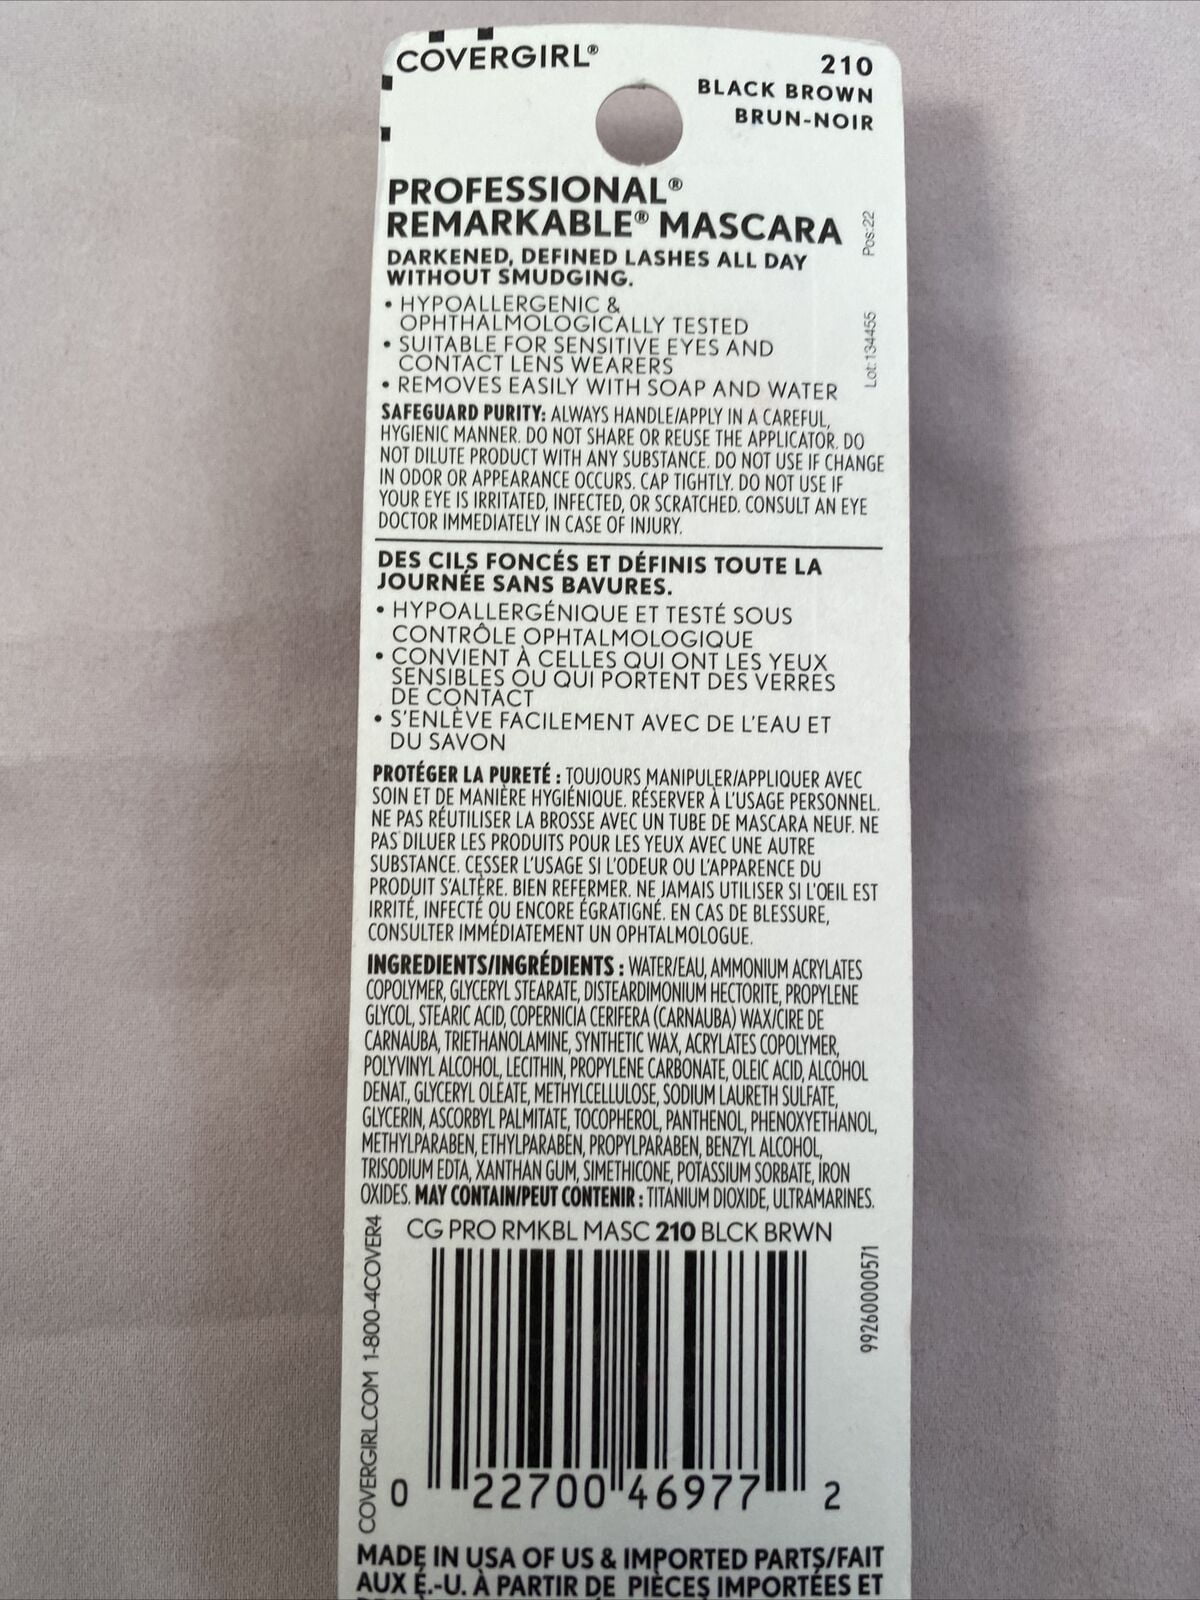 COVERGIRL®
210
BLACK BROWN
BRUN-NOIR
PROFESSIONAL®
REMARKABLE® MASCARA
DARKENED, DEFINED LASHES ALL DAY
WITHOUT SMUDGING.
• HYPOALLERGENIC &
OPHTHALMOLOGICALLY TESTED
• SUITABLE FOR SENSITIVE EYES AND
CONTACT LENS WEARERS
• REMOVES EASILY WITH SOAP AND WATER
Lot:134455 Pos:22
SAFEGUARD PURITY: ALWAYS HANDLE/APPLY IN A CAREFUL,
HYGIENIC MANNER. DO NOT SHARE OR REUSE THE APPLICATOR. DO
NOT DILUTE PRODUCT WITH ANY SUBSTANCE. DO NOT USE IF CHANGE
IN ODOR OR APPEARANCE OCCURS. CAP TIGHTLY. DO NOT USE IF
YOUR EYE IS IRRITATED, INFECTED, OR SCRATCHED. CONSULT AN EYE
DOCTOR IMMEDIATELY IN CASE OF INJURY.
DES CILS FONCÉS ET DÉFINIS TOUTE LA
JOURNÉE SANS BAVURES.
• HYPOALLERGÉNIQUE ET TESTÉ SOUS
CONTRÔLE OPHTALMOLOGIQUE
• CONVIENT À CELLES QUI ONT LES YEUX
SENSIBLES OU QUI PORTENT DES VERRES
DE CONTACT
• S'ENLÈVE FACILEMENT AVEC DE L'EAU ET
DU SAVON
PROTÉGER LA PURETÉ : TOUJOURS MANIPULER/APPLIQUER AVEC
SOIN ET DE MANIÈRE HYGIÉNIQUE. RÉSERVER À L'USAGE PERSONNEL.
NE PAS RÉUTILISER LA BROSSE AVEC UN TUBE DE MASCARA NEUF. NE
PAS DILUER LES PRODUITS POUR LES YEUX AVEC UNE AUTRE
SUBSTANCE. CESSER L'USAGE SI L'ODEUR OU L'APPARENCE DU
PRODUIT S'ALTÈRE. BIEN REFERMER. NE JAMAIS UTILISER SI L'OEIL EST
IRRITÉ, INFECTÉ OU ENCORE ÉGRATIGNÉ. EN CAS DE BLESSURE,
CONSULTER IMMÉDIATEMENT UN OPHTALMOLOGUE.
INGREDIENTS/INGRÉDIENTS : WATER/EAU, AMMONIUM ACRYLATES
COPOLYMER, GLYCERYL STEARATE, DISTEARDIMONIUM HECTORITE, PROPYLENE
GLYCOL, STEARIC ACID, COPERNICIA CERIFERA (CARNAUBA) WAX/CIRE DE
CARNAUBA, TRIETHANOLAMINE, SYNTHETIC WAX, ACRYLATES COPOLYMER,
POLYVINYL ALCOHOL, LECITHIN, PROPYLENE CARBONATE, OLEIC ACID, ALCOHOL
DENAT., GLYCERYL OLEATE, METHYLCELLULOSE, SODIUM LAURETH SULFATE,
GLYCERIN, ASCORBYL PALMITATE, TOCOPHEROL, PANTHENOL, PHENOXYETHANOL,
METHYLPARABEN, ETHYLPARABEN, PROPYLPARABEN, BENZYL ALCOHOL,
TRISODIUM EDTA, XANTHAN GUM, SIMETHICONE, POTASSIUM SORBATE, IRON
OXIDES. MAY CONTAIN/PEUT CONTENIR : TITANIUM DIOXIDE, ULTRAMARINES.
CG PRO RMKBL MASC 210 BLCK BRWN
COVERGIRL.COM 1-800-4COVER4
99260000571
0 22700 46977 2
MADE IN USA OF US & IMPORTED PARTS/FAIT
AUX É.-U. À PARTIR DE PIÈCES IMPORTÉES ET